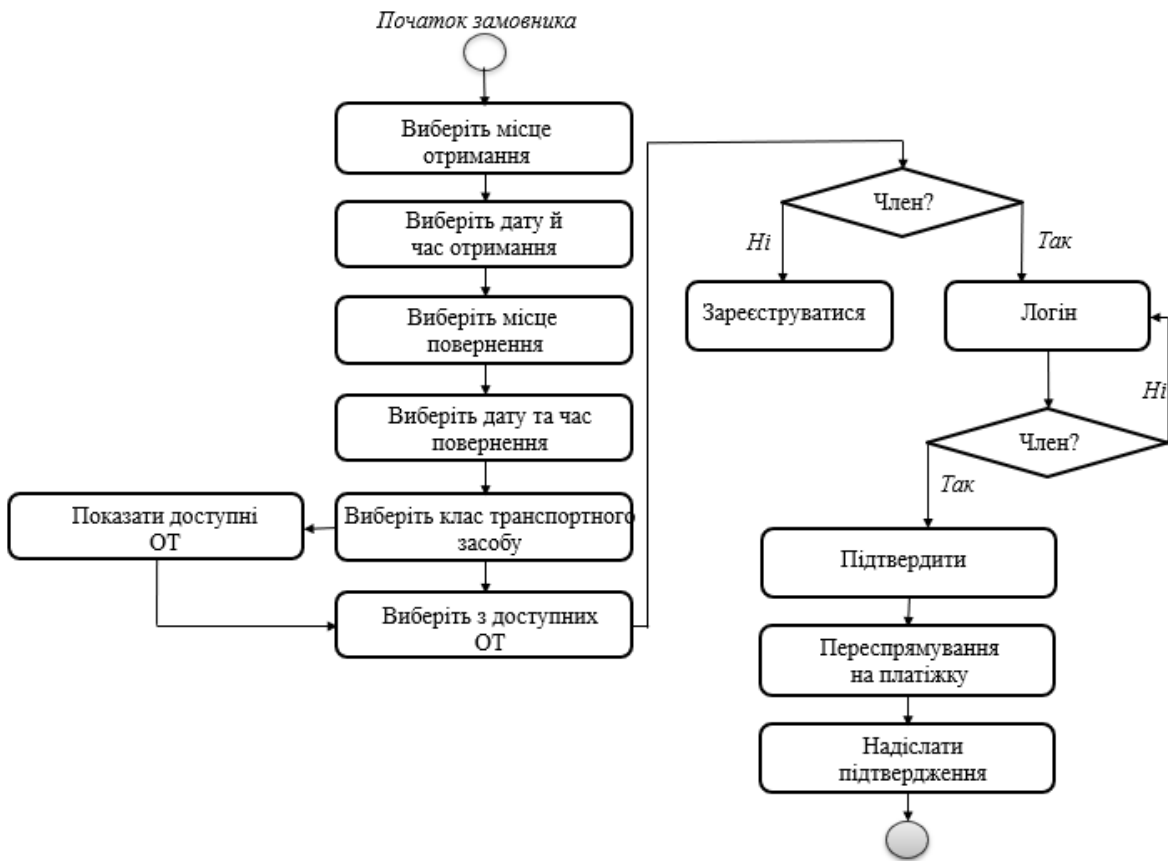 Початок замовника
Виберіть місце
отримання
Виберіть дату й
час отримання
Виберіть місце
повернення
Виберіть дату та час
повернення
Виберіть клас транспортного
засобу
Показати доступні
ОТ
Виберіть з доступних
ОТ
Член?
Ні
Так
Зареєструватися
Логін
Ні
Член?
Так
Підтвердити
Переспрямування
на платіжку
Надіслати
підтвердження